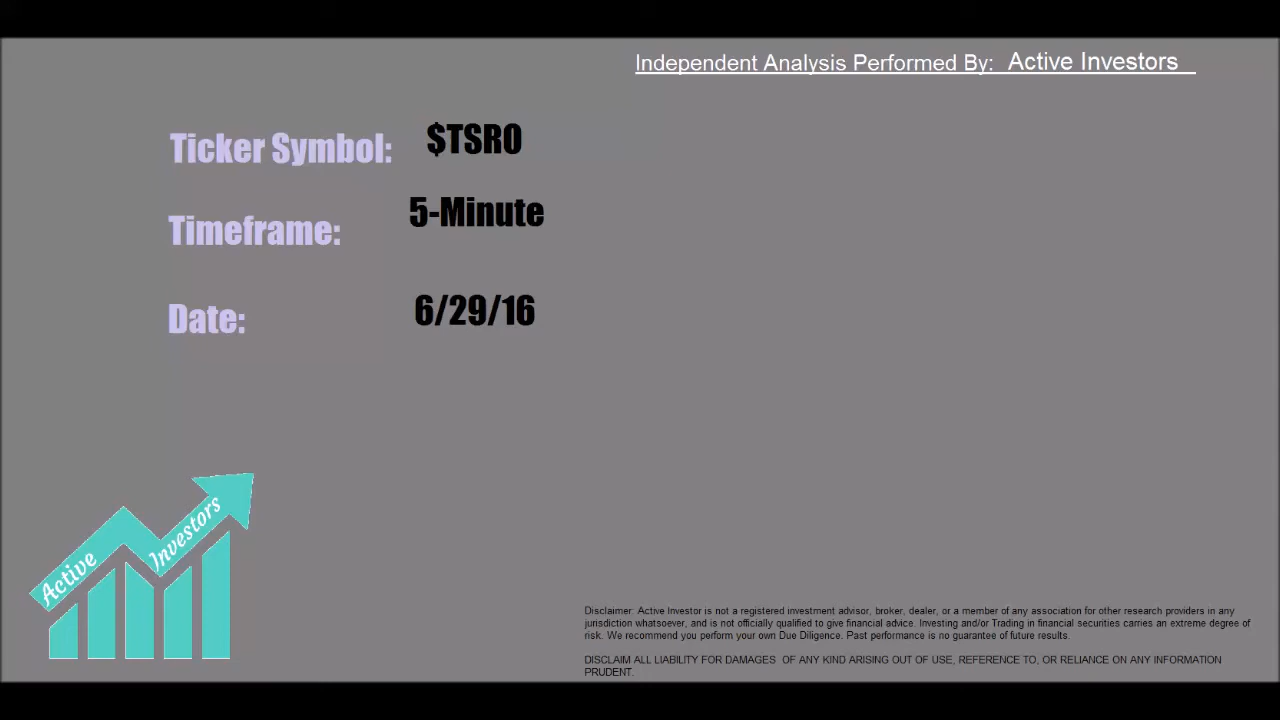 Independent Analysis Performed By: Active Investors
Ticker Symbol: $TSRO
Timeframe: 5-Minute
Date: 6/29/16
Active Investors
Disclaimer: Active Investor is not a registered investment advisor, broker, dealer, or a member of any association for other research providers in any
jurisdiction whatsoever, and is not officially qualified to give financial advice. Investing and/or Trading in financial securities carries an extreme degree of
risk. We recommend you perform your own Due Diligence. Past performance is no guarantee of future results.
DISCLAIM ALL LIABILITY FOR DAMAGES OF ANY KIND ARISING OUT OF USE, REFERENCE TO, OR RELIANCE ON ANY INFORMATION
PRUDENT.